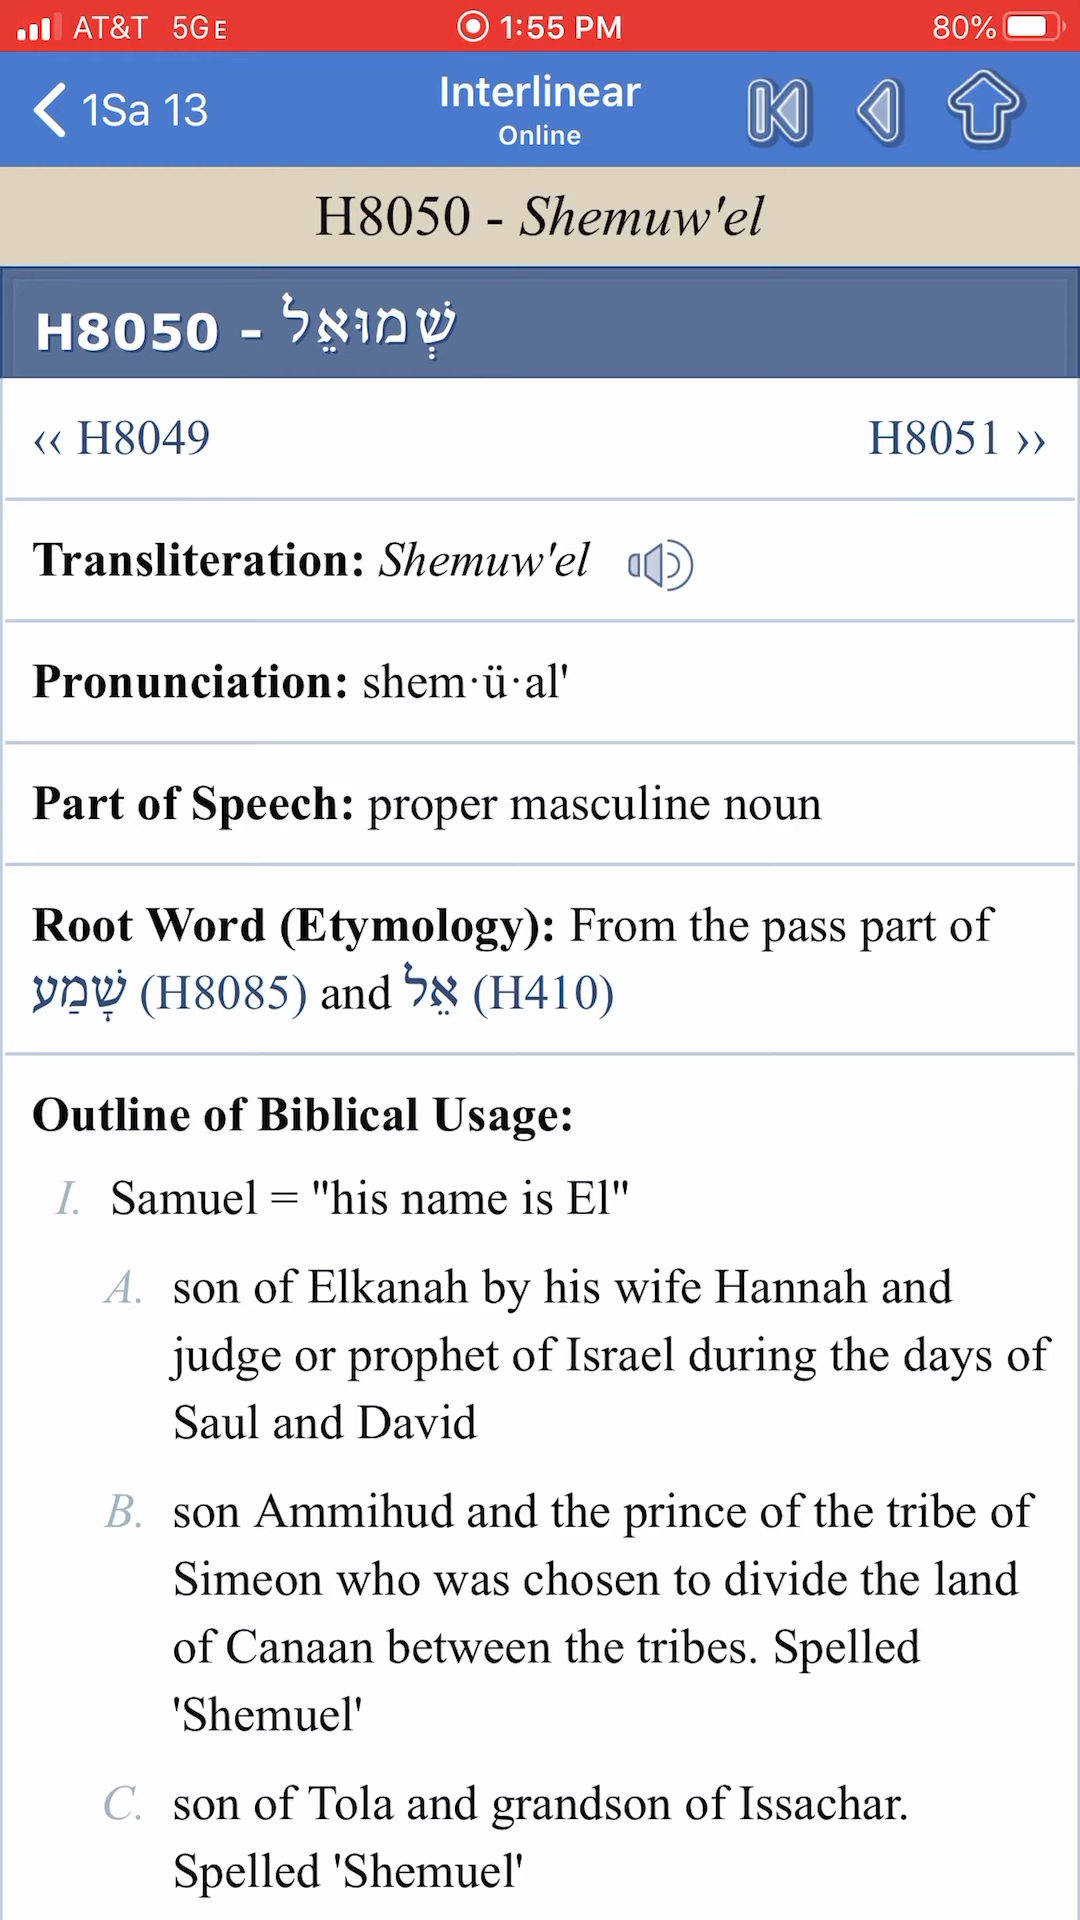 AT&T 5GE 1:55 PM 80%
1Sa 13 Interlinear
Online
H8050 - Shemuw'el
H8050 - שְׁמוּאֵל
‹‹ H8049 H8051 ››
Transliteration: Shemuw'el
Pronunciation: shem·ü·al'
Part of Speech: proper masculine noun
Root Word (Etymology): From the pass part of
שָׁמַע (H8085) and אֵל (H410)
Outline of Biblical Usage:
I. Samuel = "his name is El"
A. son of Elkanah by his wife Hannah and
judge or prophet of Israel during the days of
Saul and David
B. son Ammihud and the prince of the tribe of
Simeon who was chosen to divide the land
of Canaan between the tribes. Spelled
'Shemuel'
C. son of Tola and grandson of Issachar.
Spelled 'Shemuel'